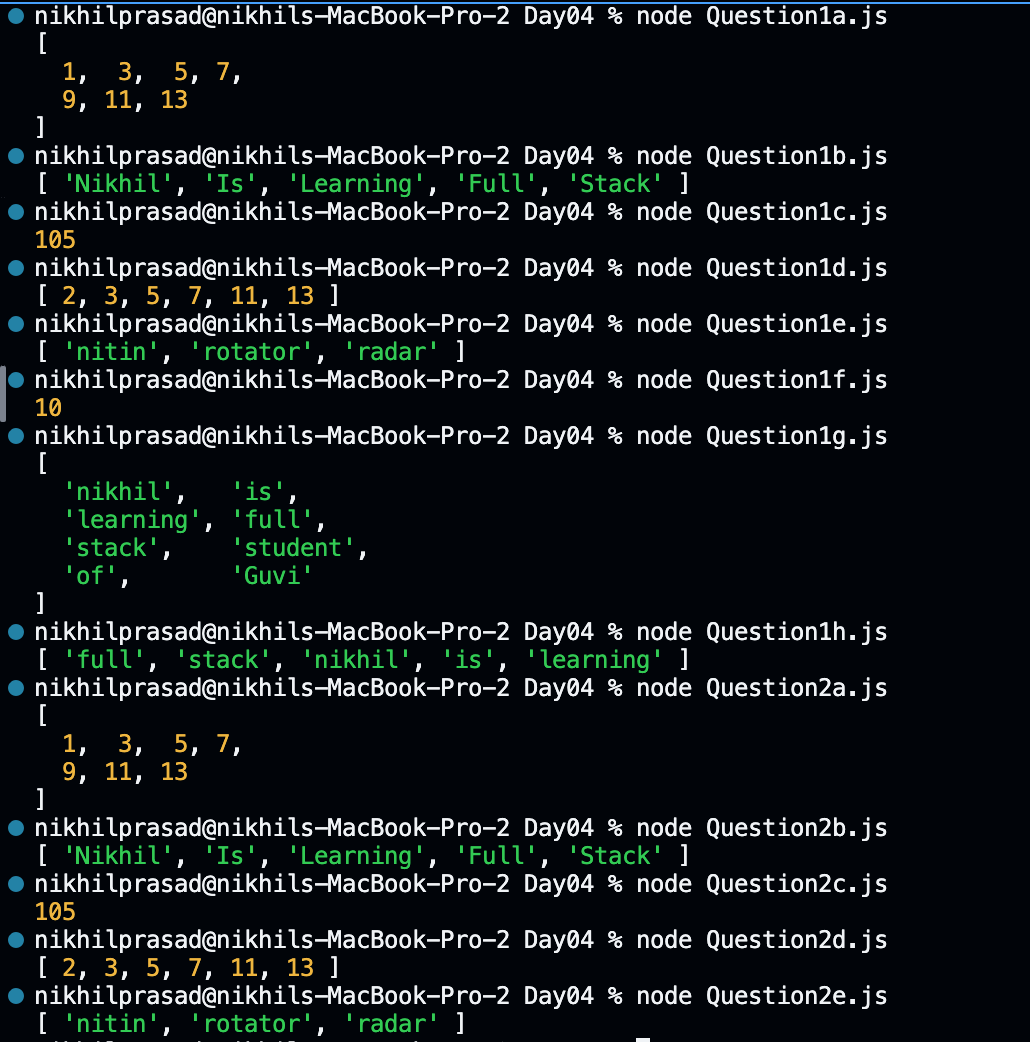 nikhilprasad@nikhils-MacBook-Pro-2 Day04 % node Question1a.js
[
  1,  3,  5, 7,
  9, 11, 13
]
nikhilprasad@nikhils-MacBook-Pro-2 Day04 % node Question1b.js
[ 'Nikhil', 'Is', 'Learning', 'Full', 'Stack' ]
nikhilprasad@nikhils-MacBook-Pro-2 Day04 % node Question1c.js
105
nikhilprasad@nikhils-MacBook-Pro-2 Day04 % node Question1d.js
[ 2, 3, 5, 7, 11, 13 ]
nikhilprasad@nikhils-MacBook-Pro-2 Day04 % node Question1e.js
[ 'nitin', 'rotator', 'radar' ]
nikhilprasad@nikhils-MacBook-Pro-2 Day04 % node Question1f.js
10
nikhilprasad@nikhils-MacBook-Pro-2 Day04 % node Question1g.js
[
  'nikhil',   'is',
  'learning', 'full',
  'stack',    'student',
  'of',       'Guvi'
]
nikhilprasad@nikhils-MacBook-Pro-2 Day04 % node Question1h.js
[ 'full', 'stack', 'nikhil', 'is', 'learning' ]
nikhilprasad@nikhils-MacBook-Pro-2 Day04 % node Question2a.js
[
  1,  3,  5, 7,
  9, 11, 13
]
nikhilprasad@nikhils-MacBook-Pro-2 Day04 % node Question2b.js
[ 'Nikhil', 'Is', 'Learning', 'Full', 'Stack' ]
nikhilprasad@nikhils-MacBook-Pro-2 Day04 % node Question2c.js
105
nikhilprasad@nikhils-MacBook-Pro-2 Day04 % node Question2d.js
[ 2, 3, 5, 7, 11, 13 ]
nikhilprasad@nikhils-MacBook-Pro-2 Day04 % node Question2e.js
[ 'nitin', 'rotator', 'radar' ]